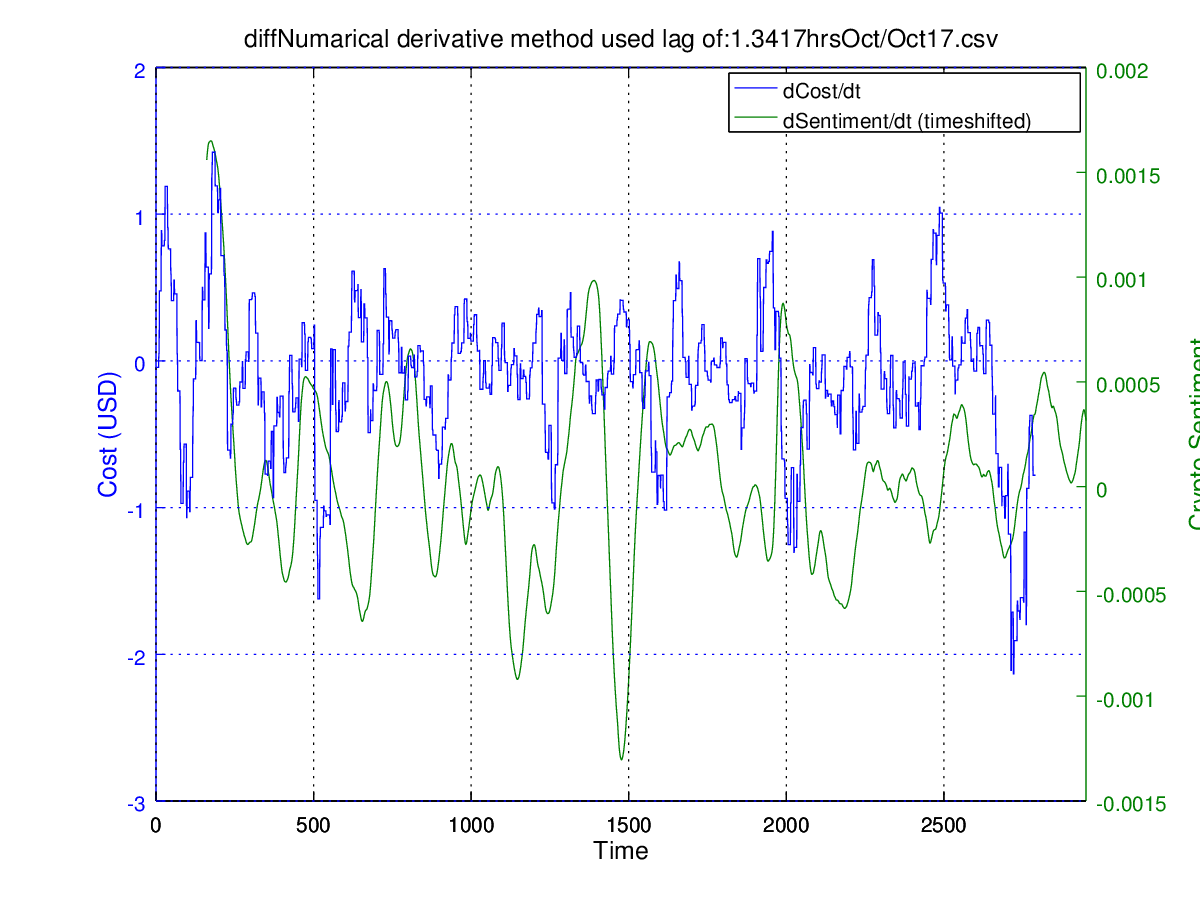 diffNumarical derivative method used lag of:1.3417hrsOct/Oct17.csv
dCost/dt
dSentiment/dt (timeshifted)
2
1
0
-1
-2
-3
Cost (USD)
0.002
0.0015
0.001
0.0005
0
-0.0005
-0.001
-0.0015
Crypto Sentiment
0 500 1000 1500 2000 2500
Time